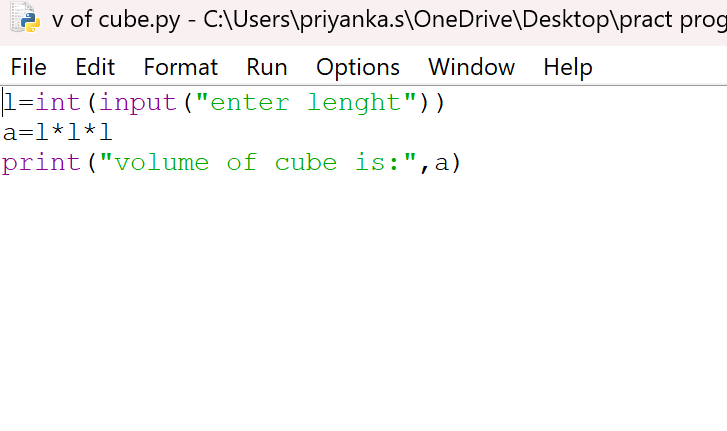 v of cube.py - C:\Users\priyanka.s\OneDrive\Desktop\pract prog
File Edit Format Run Options Window Help
l=int(input("enter lenght"))
a=l*l*l
print("volume of cube is:",a)